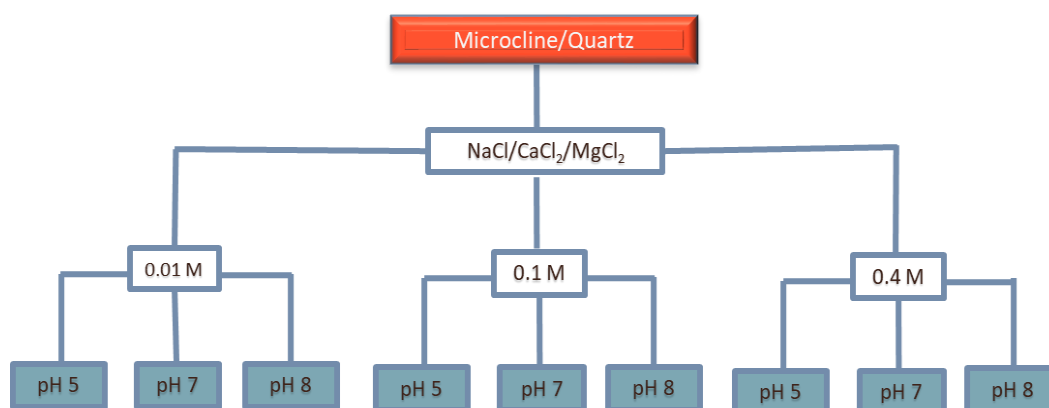 Microcline/Quartz
NaCl/CaCl₂/MgCl₂
0.01 M
0.1 M
0.4 M
pH 5
pH 7
pH 8
pH 5
pH 7
pH 8
pH 5
pH 7
pH 8